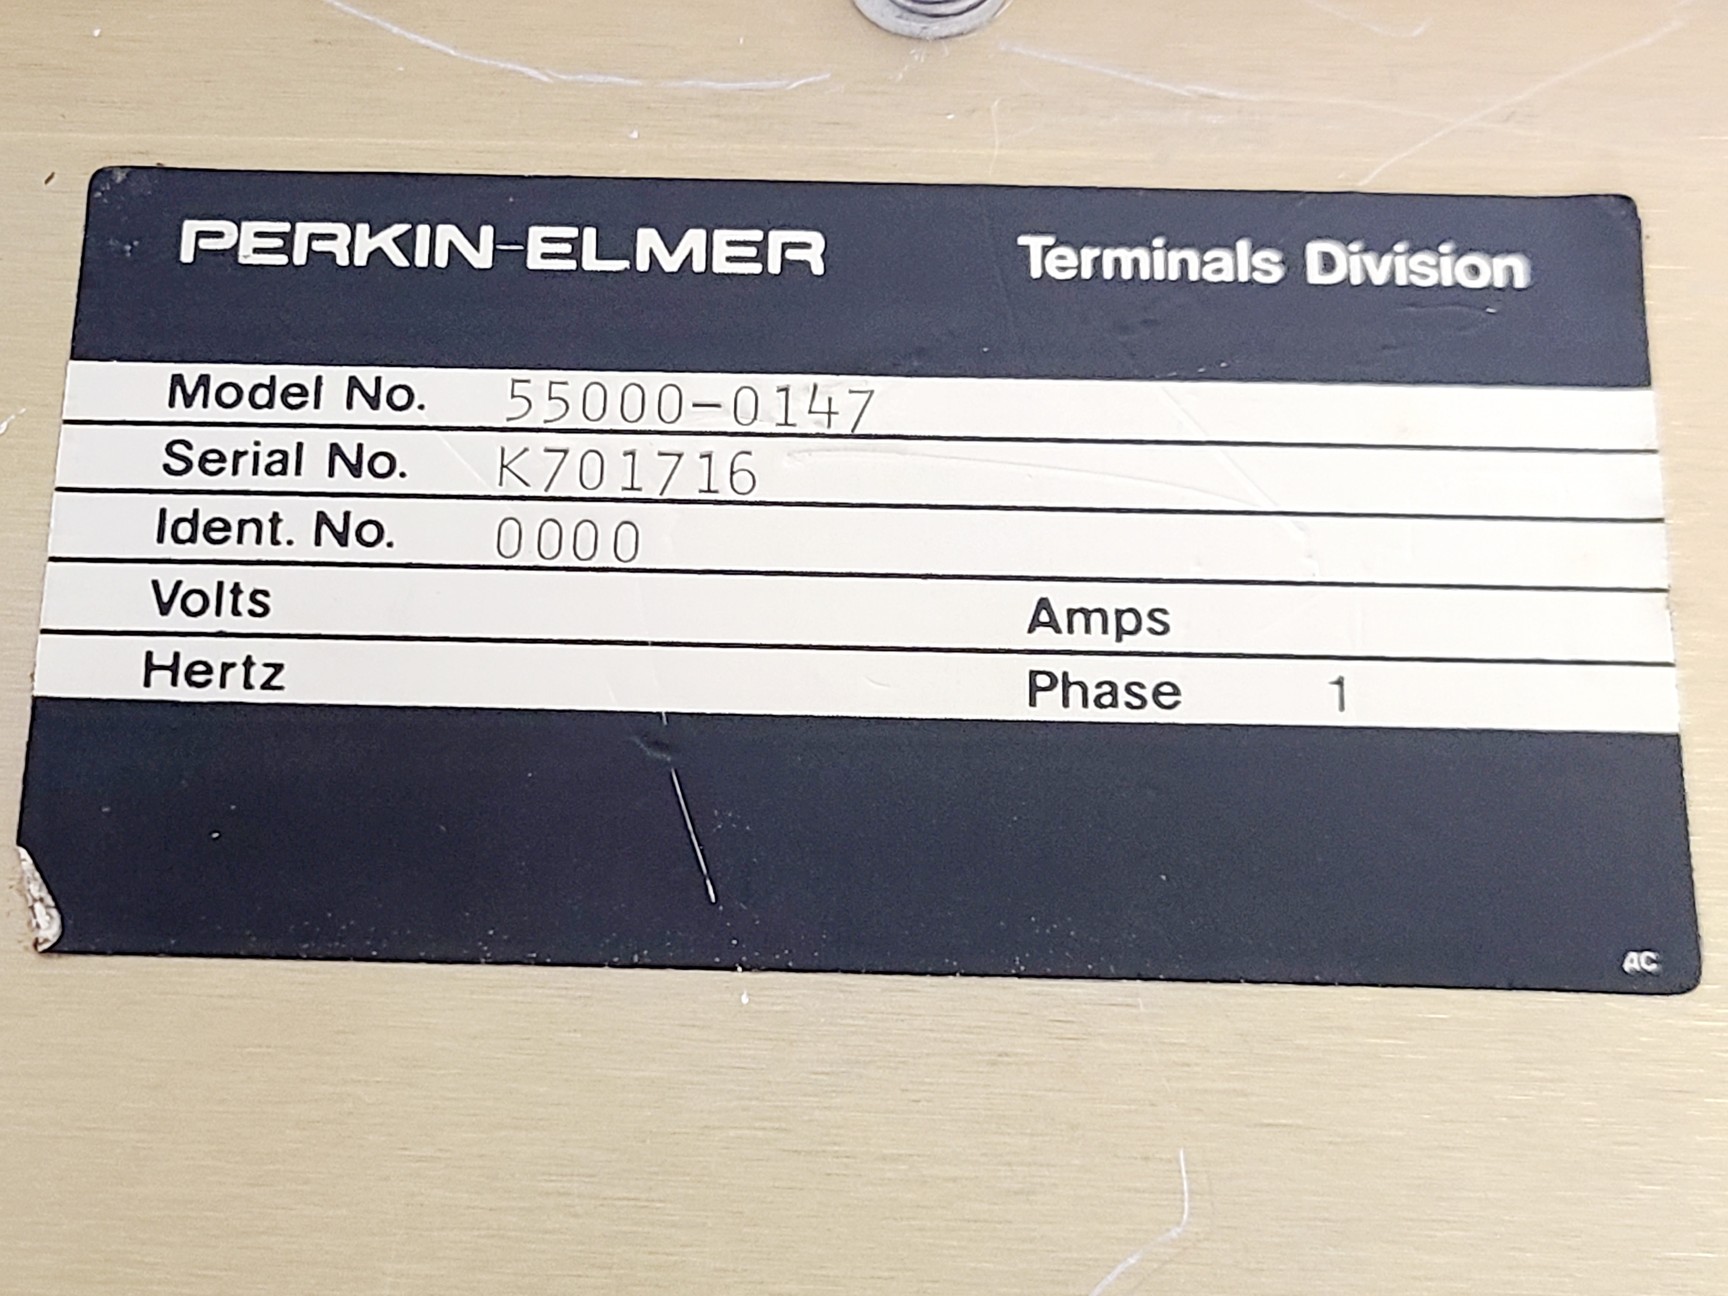 PERKIN-ELMER Terminals Division
Model No. 55000-0147
Serial No. K701716
Ident. No. 0000
Volts Amps
Hertz Phase 1
AC